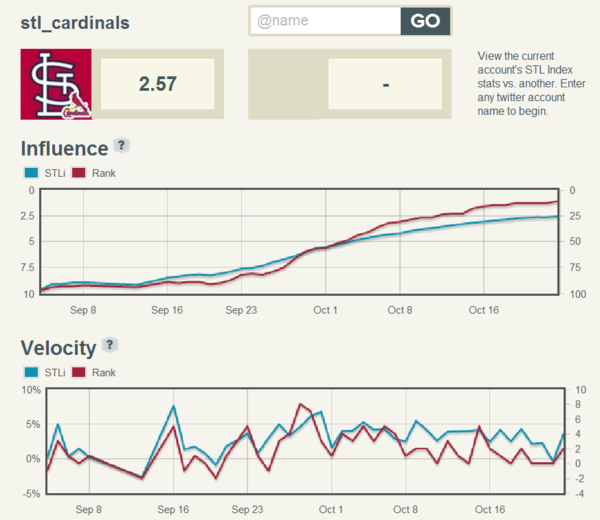 stl_cardinals
@name
GO
2.57
-
View the current
account's STL Index
stats vs. another. Enter
any twitter account
name to begin.
STL
Cardinals
Influence ?
STLi Rank
0 0
2.5 25
5 50
7.5 75
10 100
Sep 8 Sep 16 Sep 23 Oct 1 Oct 8 Oct 16
Velocity ?
STLi Rank
10% 10
8
5% 6
4
2
0% 0
-2
-5% -4
Sep 8 Sep 16 Sep 23 Oct 1 Oct 8 Oct 16